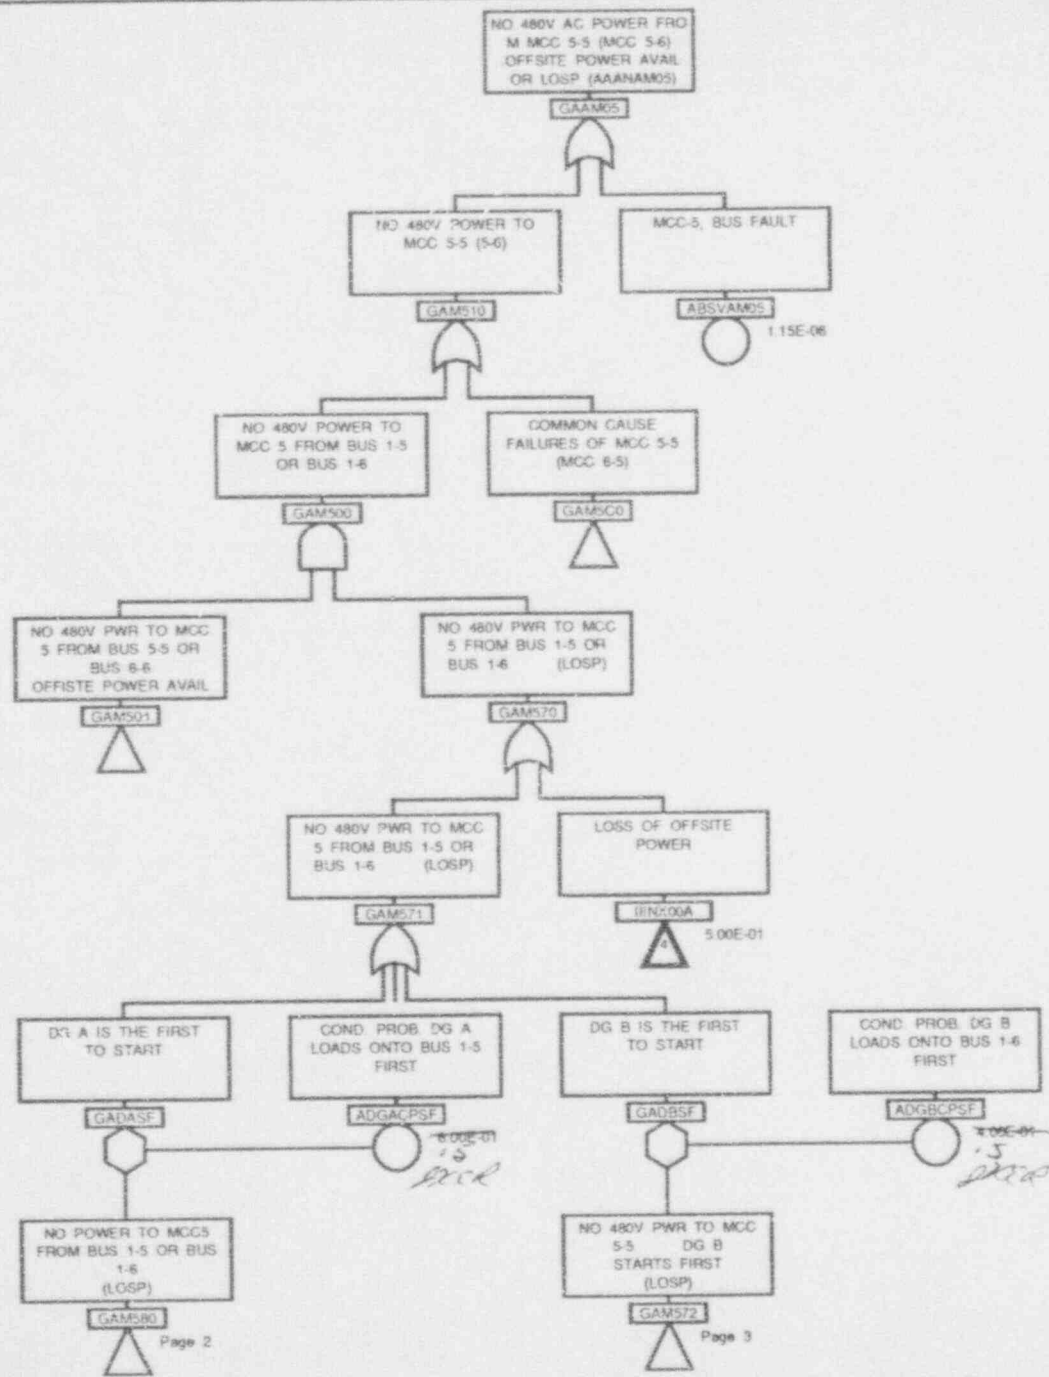 NO 480V AC POWER FRO
M MCC 5-5 (MCC 5-6)
OFFSITE POWER AVAIL
OR LOSP (AAANAM05)
GAAM05
NO 480V POWER TO
MCC 5-5 (5-6)
GAM510
MCC-5, BUS FAULT
ABSVAM05
1.15E-06
NO 480V POWER TO
MCC 5 FROM BUS 1-5
OR BUS 1-6
GAM500
COMMON CAUSE
FAILURES OF MCC 5-5
(MCC 6-5)
GAM5C0
NO 480V PWR TO MCC
5 FROM BUS 5-5 OR
BUS 6-6
OFFISTE POWER AVAIL
GAM501
NO 480V PWR TO MCC
5 FROM BUS 1-5 OR
BUS 1-6 (LOSP)
GAM570
NO 480V PWR TO MCC
5 FROM BUS 1-5 OR
BUS 1-6 (LOSP)
GAM571
LOSS OF OFFSITE
POWER
5.00E-01
4
DG A IS THE FIRST
TO START
GADASF
COND. PROB. DG A
LOADS ONTO BUS 1-5
FIRST
ADGACPSF
6.00E-01
.5
DG B IS THE FIRST
TO START
GADBSF
COND. PROB. DG B
LOADS ONTO BUS 1-6
FIRST
ADGBCPSF
4.00E-01
.5
NO POWER TO MCC5
FROM BUS 1-5 OR BUS
1-6
(LOSP)
GAM580
Page 2
NO 480V PWR TO MCC
5-5 DG B
STARTS FIRST
(LOSP)
GAM572
Page 3